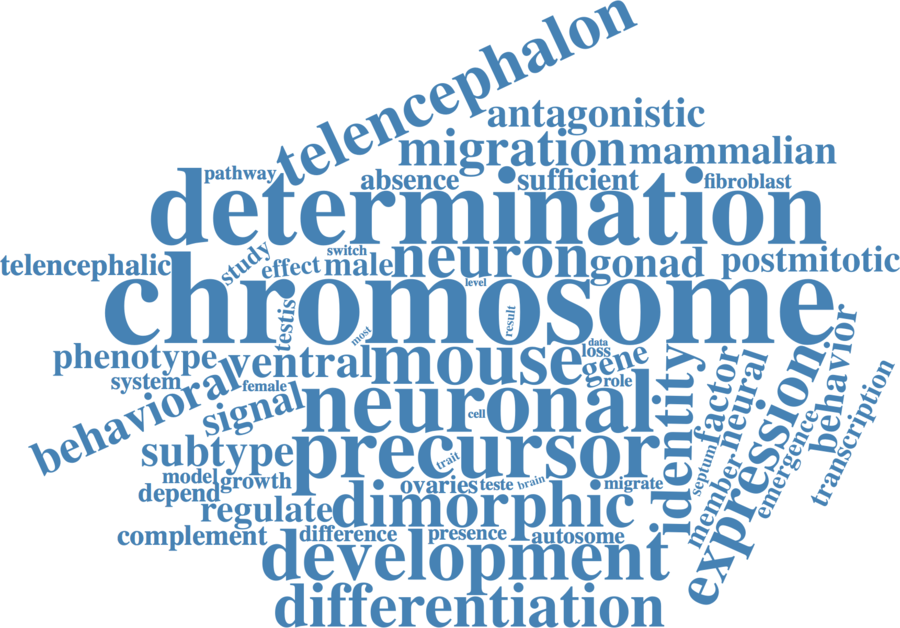 telencephalon
antagonistic
migration mammalian
pathway absence sufficient fibroblast
determination
telencephalic study effect switch male neuron gonad postmitotic
level
chromosome
testis most result data
phenotype ventral mouse loss gene role
system behavioral female signal neuronal cell
identity factor neural expression behavior
emergence transcription
subtype precursor trait
septum member
model growth depend ovaries teste brain migrate
regulate dimorphic
complement difference presence autosome
development
differentiation